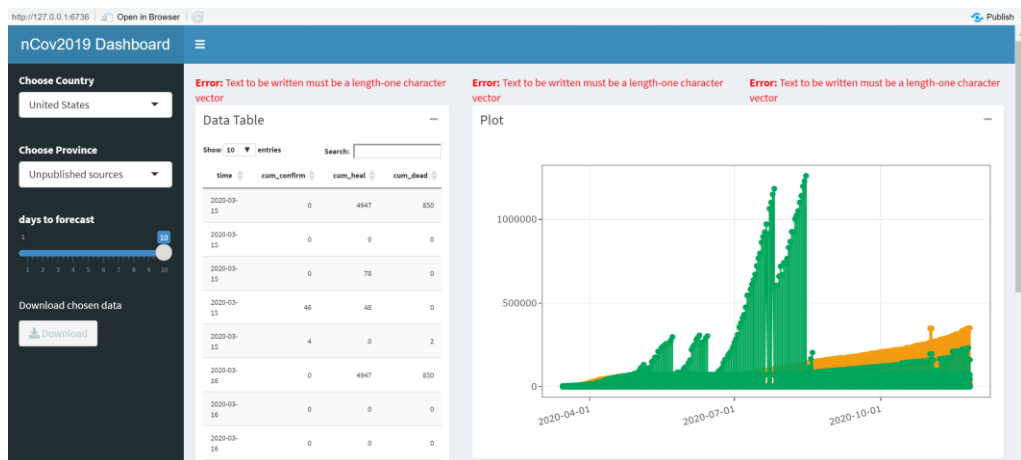 http://127.0.0.1:6736 Open in Browser Publish
nCov2019 Dashboard
Choose Country
United States
Choose Province
Unpublished sources
days to forecast
1 10
1 2 3 4 5 6 7 8 9 10
Download chosen data
Download
Error: Text to be written must be a length-one character
vector
Error: Text to be written must be a length-one character
vector
Error: Text to be written must be a length-one character
vector
Data Table
Show 10 entries Search:
time cum_confirm cum_heal cum_dead
2020-03-
15 0 4947 850
2020-03-
15 0 0 0
2020-03-
15 0 78 0
2020-03-
15 46 48 0
2020-03-
15 4 0 2
2020-03-
16 0 4947 850
2020-03-
16 0 0 0
2020-03-
16 0 0 0
Plot
1000000
500000
0
2020-04-01 2020-07-01 2020-10-01